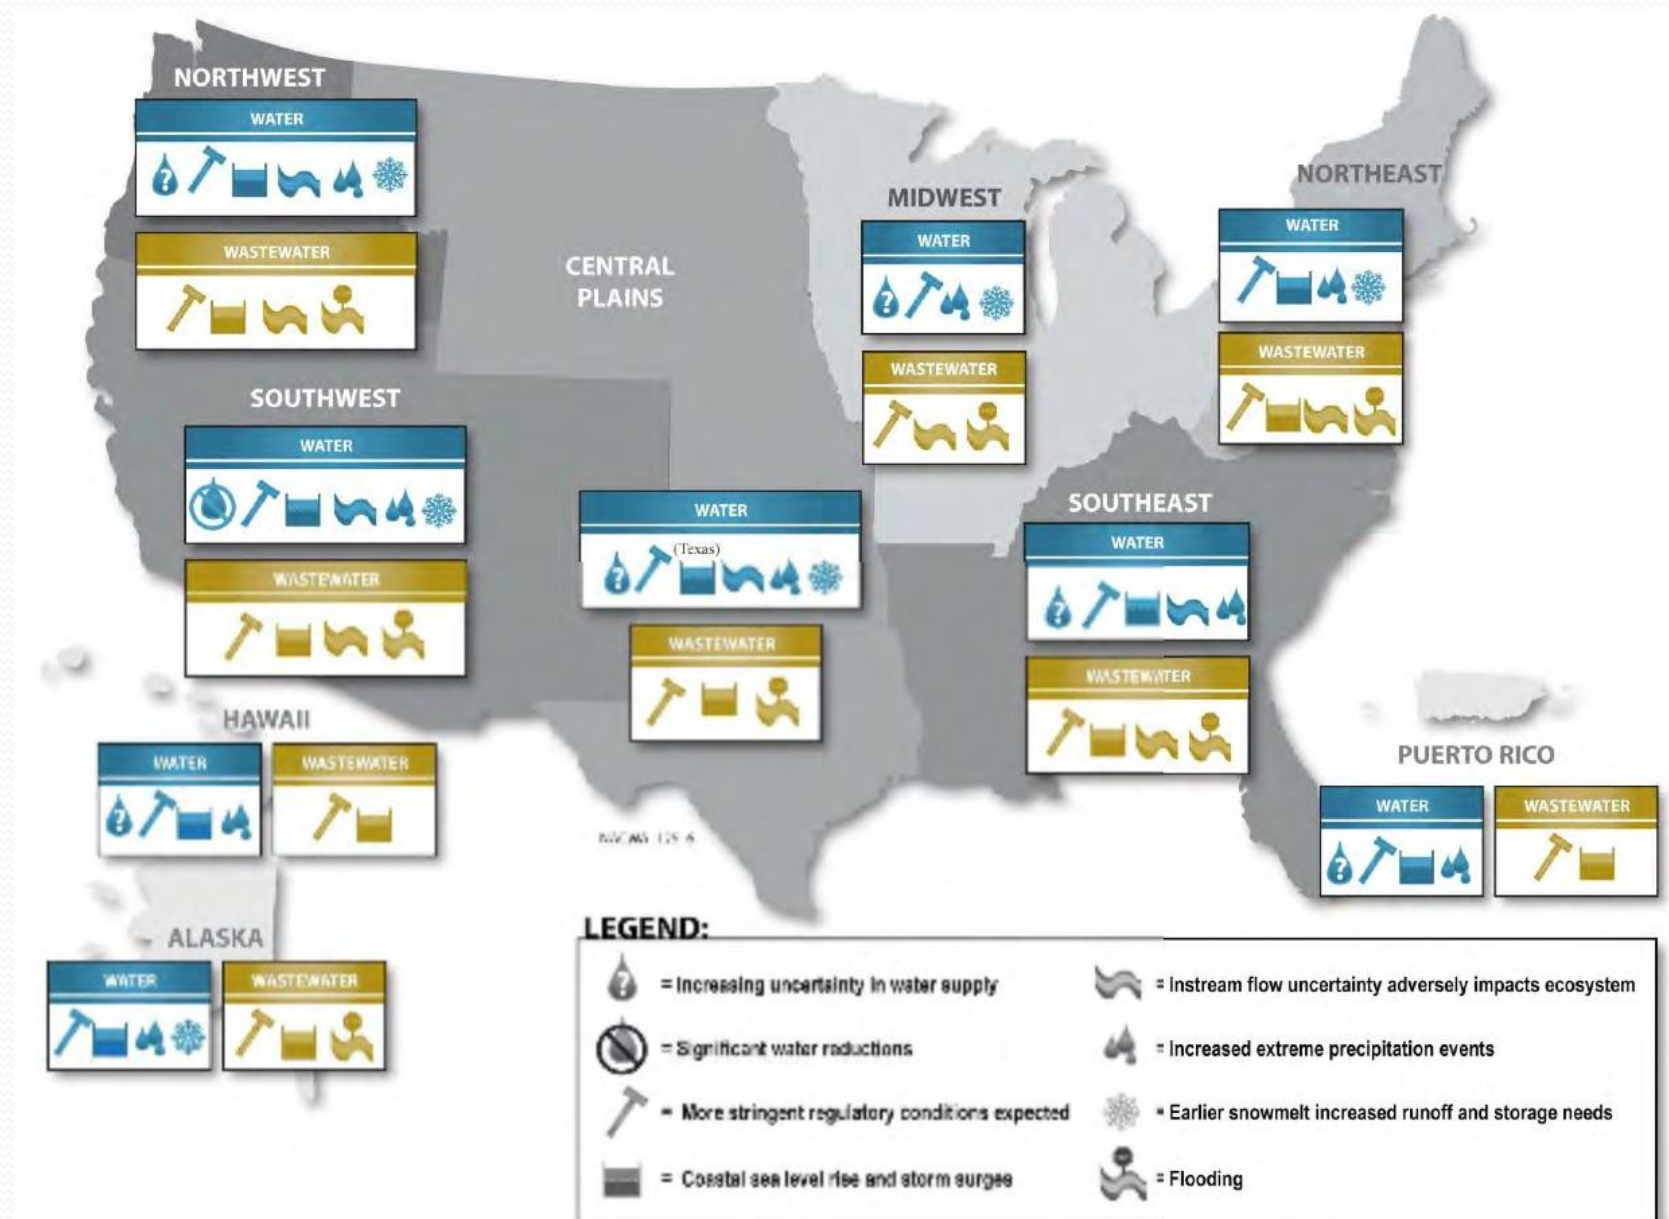 NORTHWEST
WATER
?
WASTEWATER
CENTRAL
PLAINS
MIDWEST
WATER
?
WASTEWATER
NORTHEAST
WATER
WASTEWATER
SOUTHWEST
WATER
WASTEWATER
WATER
(Texas)
?
WASTEWATER
SOUTHEAST
WATER
?
WASTEWATER
HAWAII
WATER
WASTEWATER
?
PUERTO RICO
WATER
WASTEWATER
?
ALASKA
WATER
WASTEWATER
LEGEND:
? = Increasing uncertainty in water supply
= Significant water reductions
= More stringent regulatory conditions expected
= Coastal sea level rise and storm surges
= Instream flow uncertainty adversely impacts ecosystem
= Increased extreme precipitation events
= Earlier snowmelt increased runoff and storage needs
= Flooding